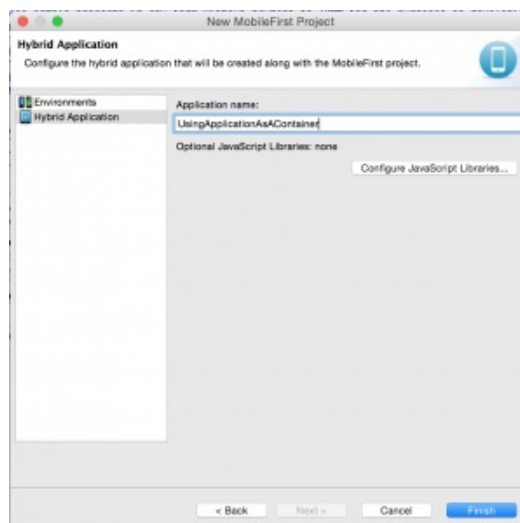 New MobileFirst Project
Hybrid Application
Configure the hybrid application that will be created along with the MobileFirst project.
Environments
Hybrid Application
Application name:
UsingApplicationAsAContainer
Optional JavaScript Libraries: none
Configure JavaScript Libraries...
< Back Next > Cancel Finish